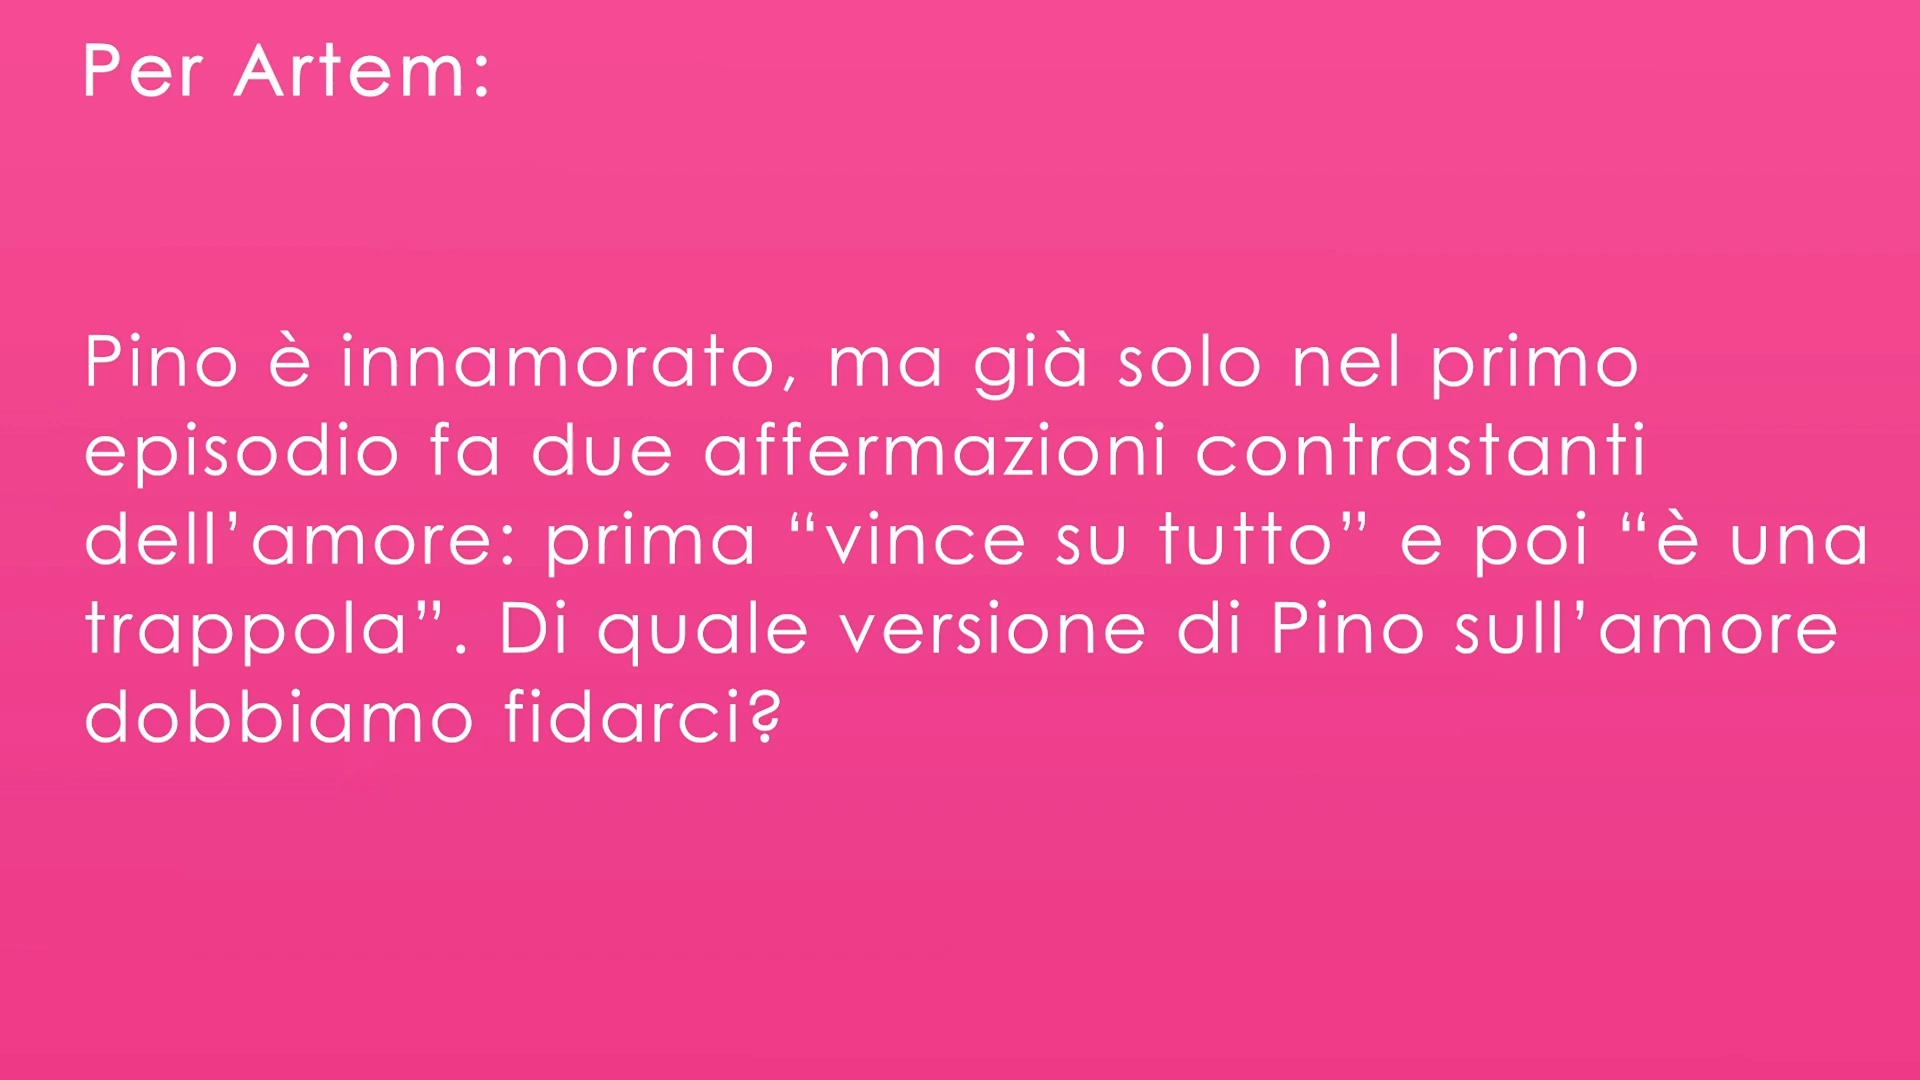 Per Artem:
Pino è innamorato, ma già solo nel primo
episodio fa due affermazioni contrastanti
dell’amore: prima “vince su tutto” e poi “è una
trappola”. Di quale versione di Pino sull’amore
dobbiamo fidarci?